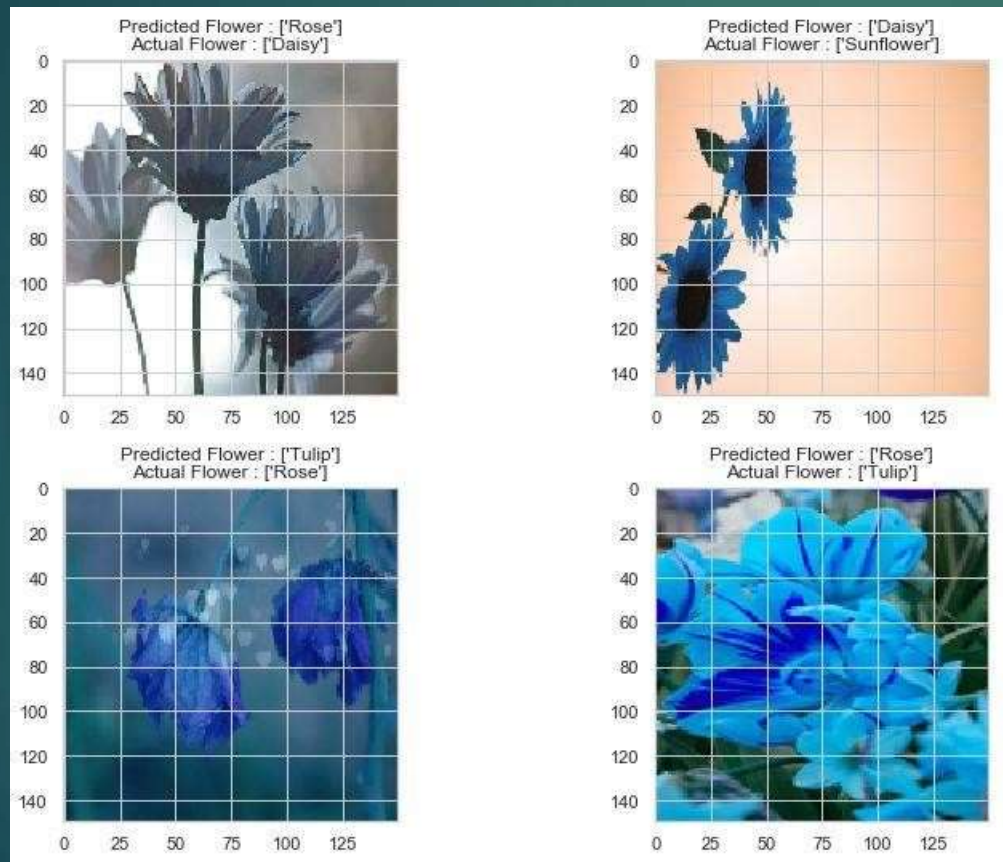 Predicted Flower : ['Rose']
Actual Flower : ['Daisy']
0
20
40
60
80
100
120
140
0 25 50 75 100 125
Predicted Flower : ['Daisy']
Actual Flower : ['Sunflower']
0
20
40
60
80
100
120
140
0 25 50 75 100 125
Predicted Flower : ['Tulip']
Actual Flower : ['Rose']
0
20
40
60
80
100
120
140
0 25 50 75 100 125
Predicted Flower : ['Rose']
Actual Flower : ['Tulip']
0
20
40
60
80
100
120
140
0 25 50 75 100 125